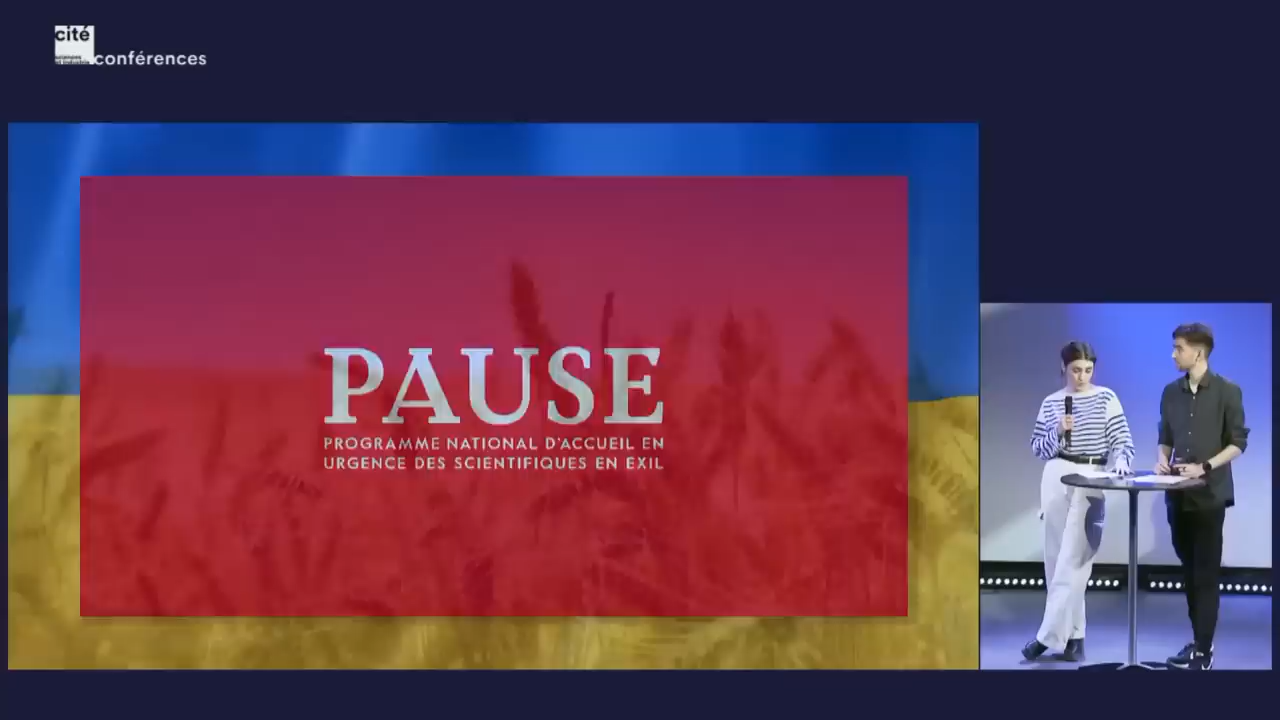 cité
conférences
PAUSE
PROGRAMME NATIONAL D'ACCUEIL EN
URGENCE DES SCIENTIFIQUES EN EXIL